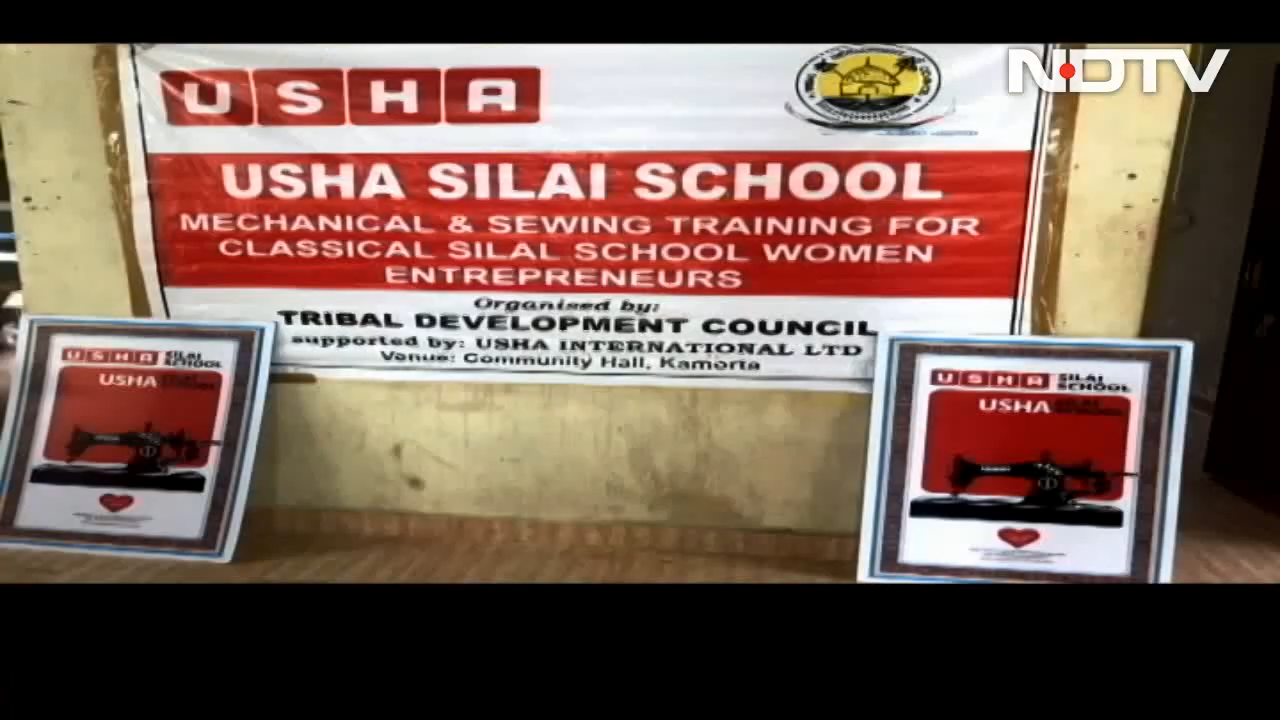 NDTV
USHA
USHA SILAI SCHOOL
MECHANICAL & SEWING TRAINING FOR
CLASSICAL SILAL SCHOOL WOMEN
ENTREPRENEURS
Organised by:
TRIBAL DEVELOPMENT COUNCIL
supported by: USHA INTERNATIONAL LTD
Venue: Community Hall, Kamorta
USHA SILAI
SCHOOL
USHA
USHA SILAI
SCHOOL
USHA